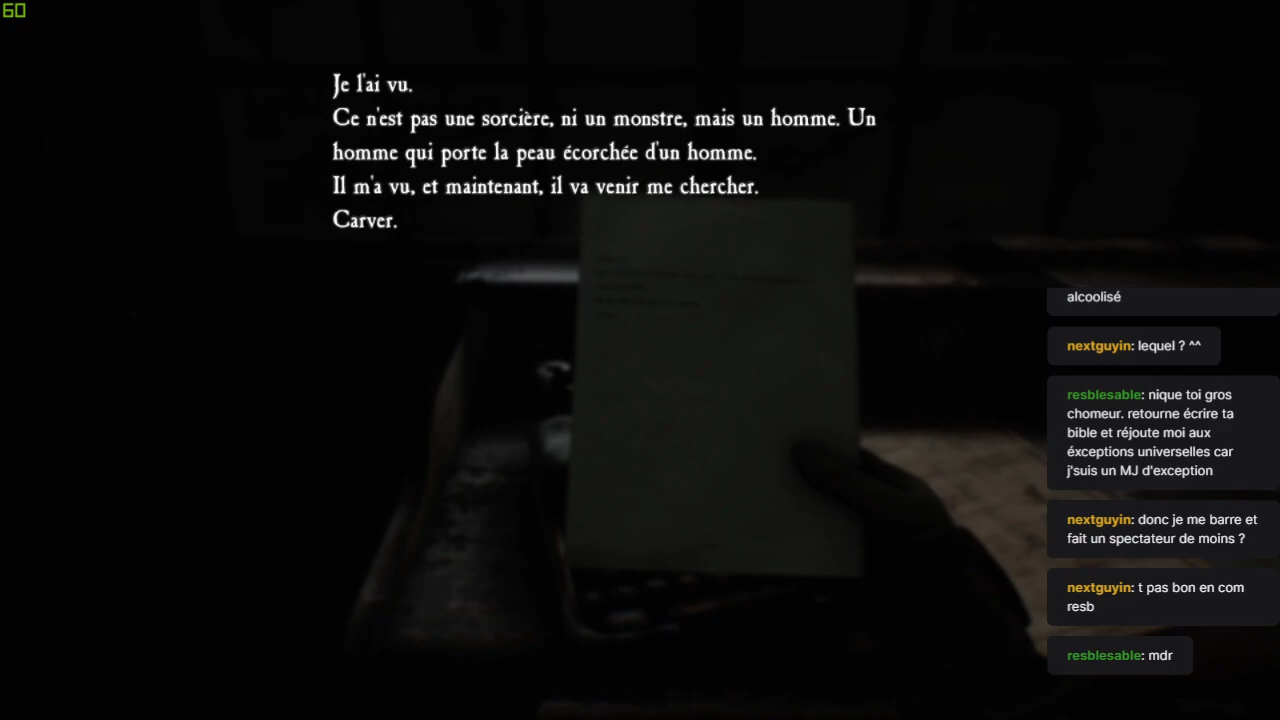 60
Je l'ai vu.
Ce n'est pas une sorcière, ni un monstre, mais un homme. Un
homme qui porte la peau écorchée d'un homme.
Il m'a vu, et maintenant, il va venir me chercher.
Carver.
alcoolisé
nextguyin: lequel ? ^^
resblesable: nique toi gros
chomeur. retourne écrire ta
bible et réjoute moi aux
éxceptions universelles car
j'suis un MJ d'exception
nextguyin: donc je me barre et
fait un spectateur de moins ?
nextguyin: t pas bon en com
resb
resblesable: mdr